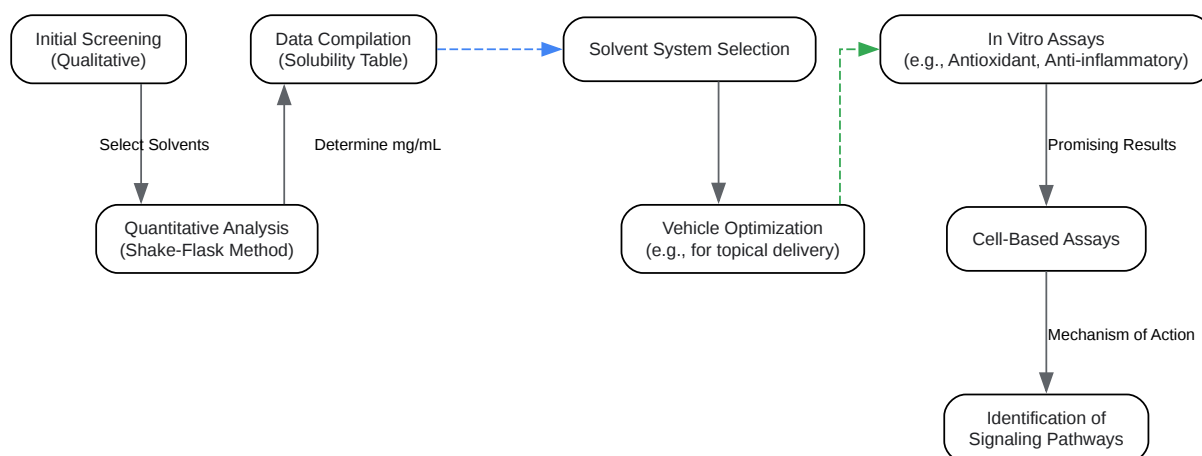 Initial Screening
(Qualitative)
Select Solvents
Quantitative Analysis
(Shake-Flask Method)
Data Compilation
(Solubility Table)
Determine mg/mL
Solvent System Selection
Vehicle Optimization
(e.g., for topical delivery)
In Vitro Assays
(e.g., Antioxidant, Anti-inflammatory)
Promising Results
Cell-Based Assays
Mechanism of Action
Identification of
Signaling Pathways